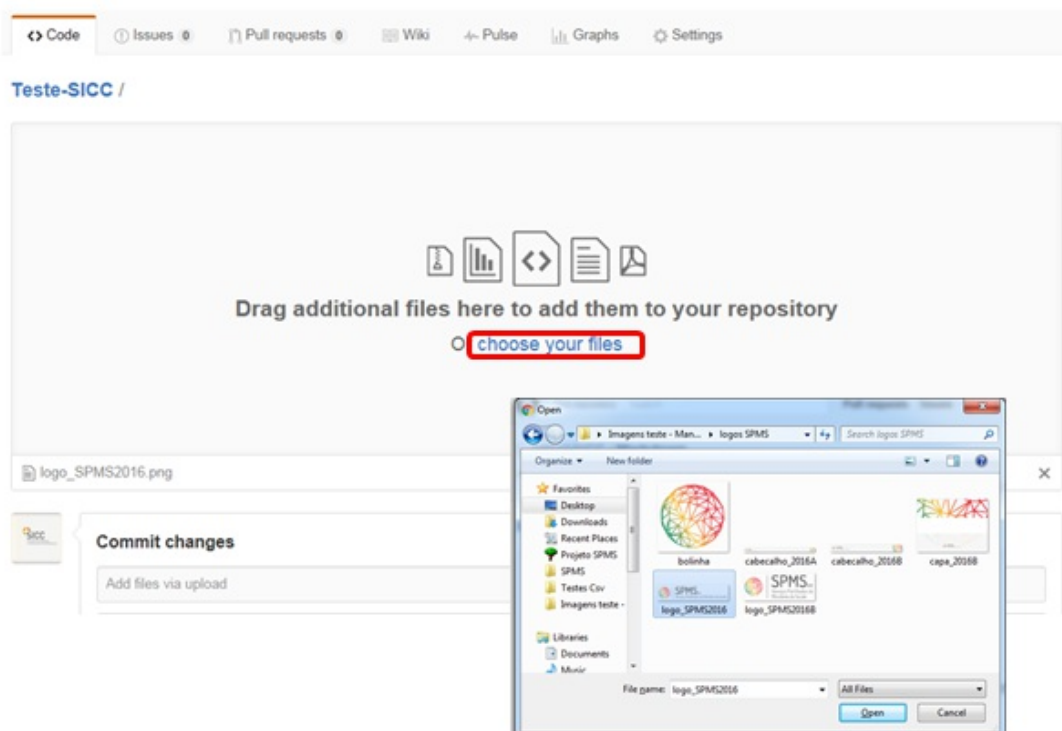 Code Issues 0 Pull requests 0 Wiki Pulse Graphs Settings
Teste-SICC /
Drag additional files here to add them to your repository
O choose your files
logo_SPMS2016.png
SICC
Commit changes
Add files via upload
Open
Imagens teste - Man... logos SPMS Search logos SPMS
Organize New folder
Favorites
Desktop
Downloads
Recent Places
Projeto SPMS
SPMS
Testes Csv
Imagens teste -
Libraries
Documents
Music
bolinha cabecalho_2016A cabecalho_2016B capa_2016B
SPMS
SPMS
logo_SPMS2016 logo_SPMS2016B
File name: logo_SPMS2016 All Files
Open Cancel